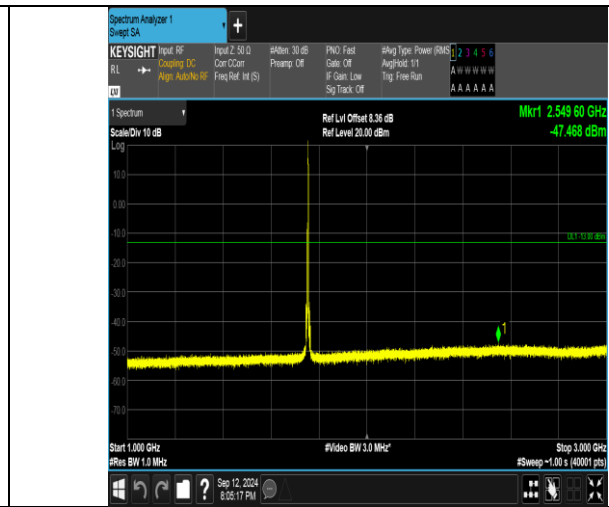 Spectrum Analyzer 1
Swept SA
+
KEYSIGHT Input: RF Input Z: 50 Ω #Atten: 30 dB PNO: Fast #Avg Type: Power (RMS 1 2 3 4 5 6
RL Coupling: DC Corr CCorr Preamp: Off Gate: Off Avg|Hold: 1/1 A W W W W W
Align: Auto/No RF Freq Ref: Int (S) IF Gain: Low Trig: Free Run
Sig Track: Off A A A A A A
LXI
1 Spectrum Ref Lvl Offset 8.36 dB Mkr1 2.549 60 GHz
Scale/Div 10 dB Ref Level 20.00 dBm -47.468 dBm
Log
10.0
0.00
-10.0
DL1 -13.00 dBm
-20.0
-30.0
-40.0
1
-50.0
-60.0
-70.0
Start 1.000 GHz #Video BW 3.0 MHz* Stop 3.000 GHz
#Res BW 1.0 MHz #Sweep ~1.00 s (40001 pts)
? Sep 12, 2024
8:05:17 PM